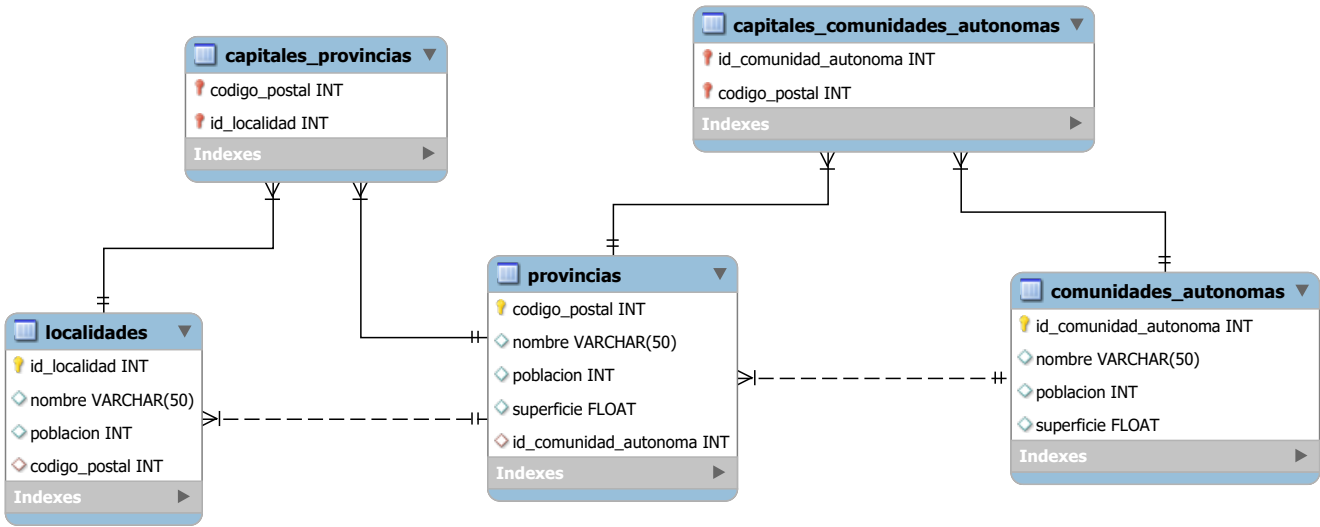 capitales_provincias
codigo_postal INT
id_localidad INT
Indexes
capitales_comunidades_autonomas
id_comunidad_autonoma INT
codigo_postal INT
Indexes
localidades
id_localidad INT
nombre VARCHAR(50)
poblacion INT
codigo_postal INT
Indexes
provincias
codigo_postal INT
nombre VARCHAR(50)
poblacion INT
superficie FLOAT
id_comunidad_autonoma INT
Indexes
comunidades_autonomas
id_comunidad_autonoma INT
nombre VARCHAR(50)
poblacion INT
superficie FLOAT
Indexes